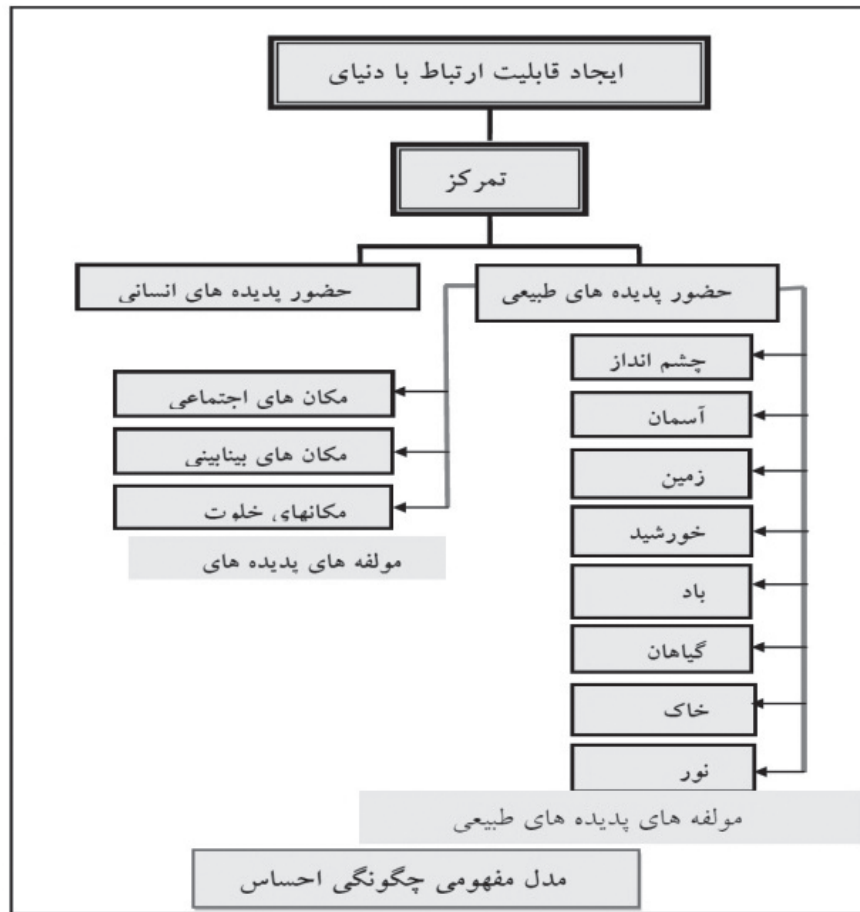 ایجاد قابلیت ارتباط با دنیای
تمرکز
حضور پدیده های طبیعی
حضور پدیده های انسانی
چشم انداز
آسمان
زمین
خورشید
باد
گیاهان
خاک
نور
مولفه های پدیده های طبیعی
مکان های اجتماعی
مکان های بینابینی
مکانهای خلوت
مولفه های پدیده های
مدل مفهومی چگونگی احساس